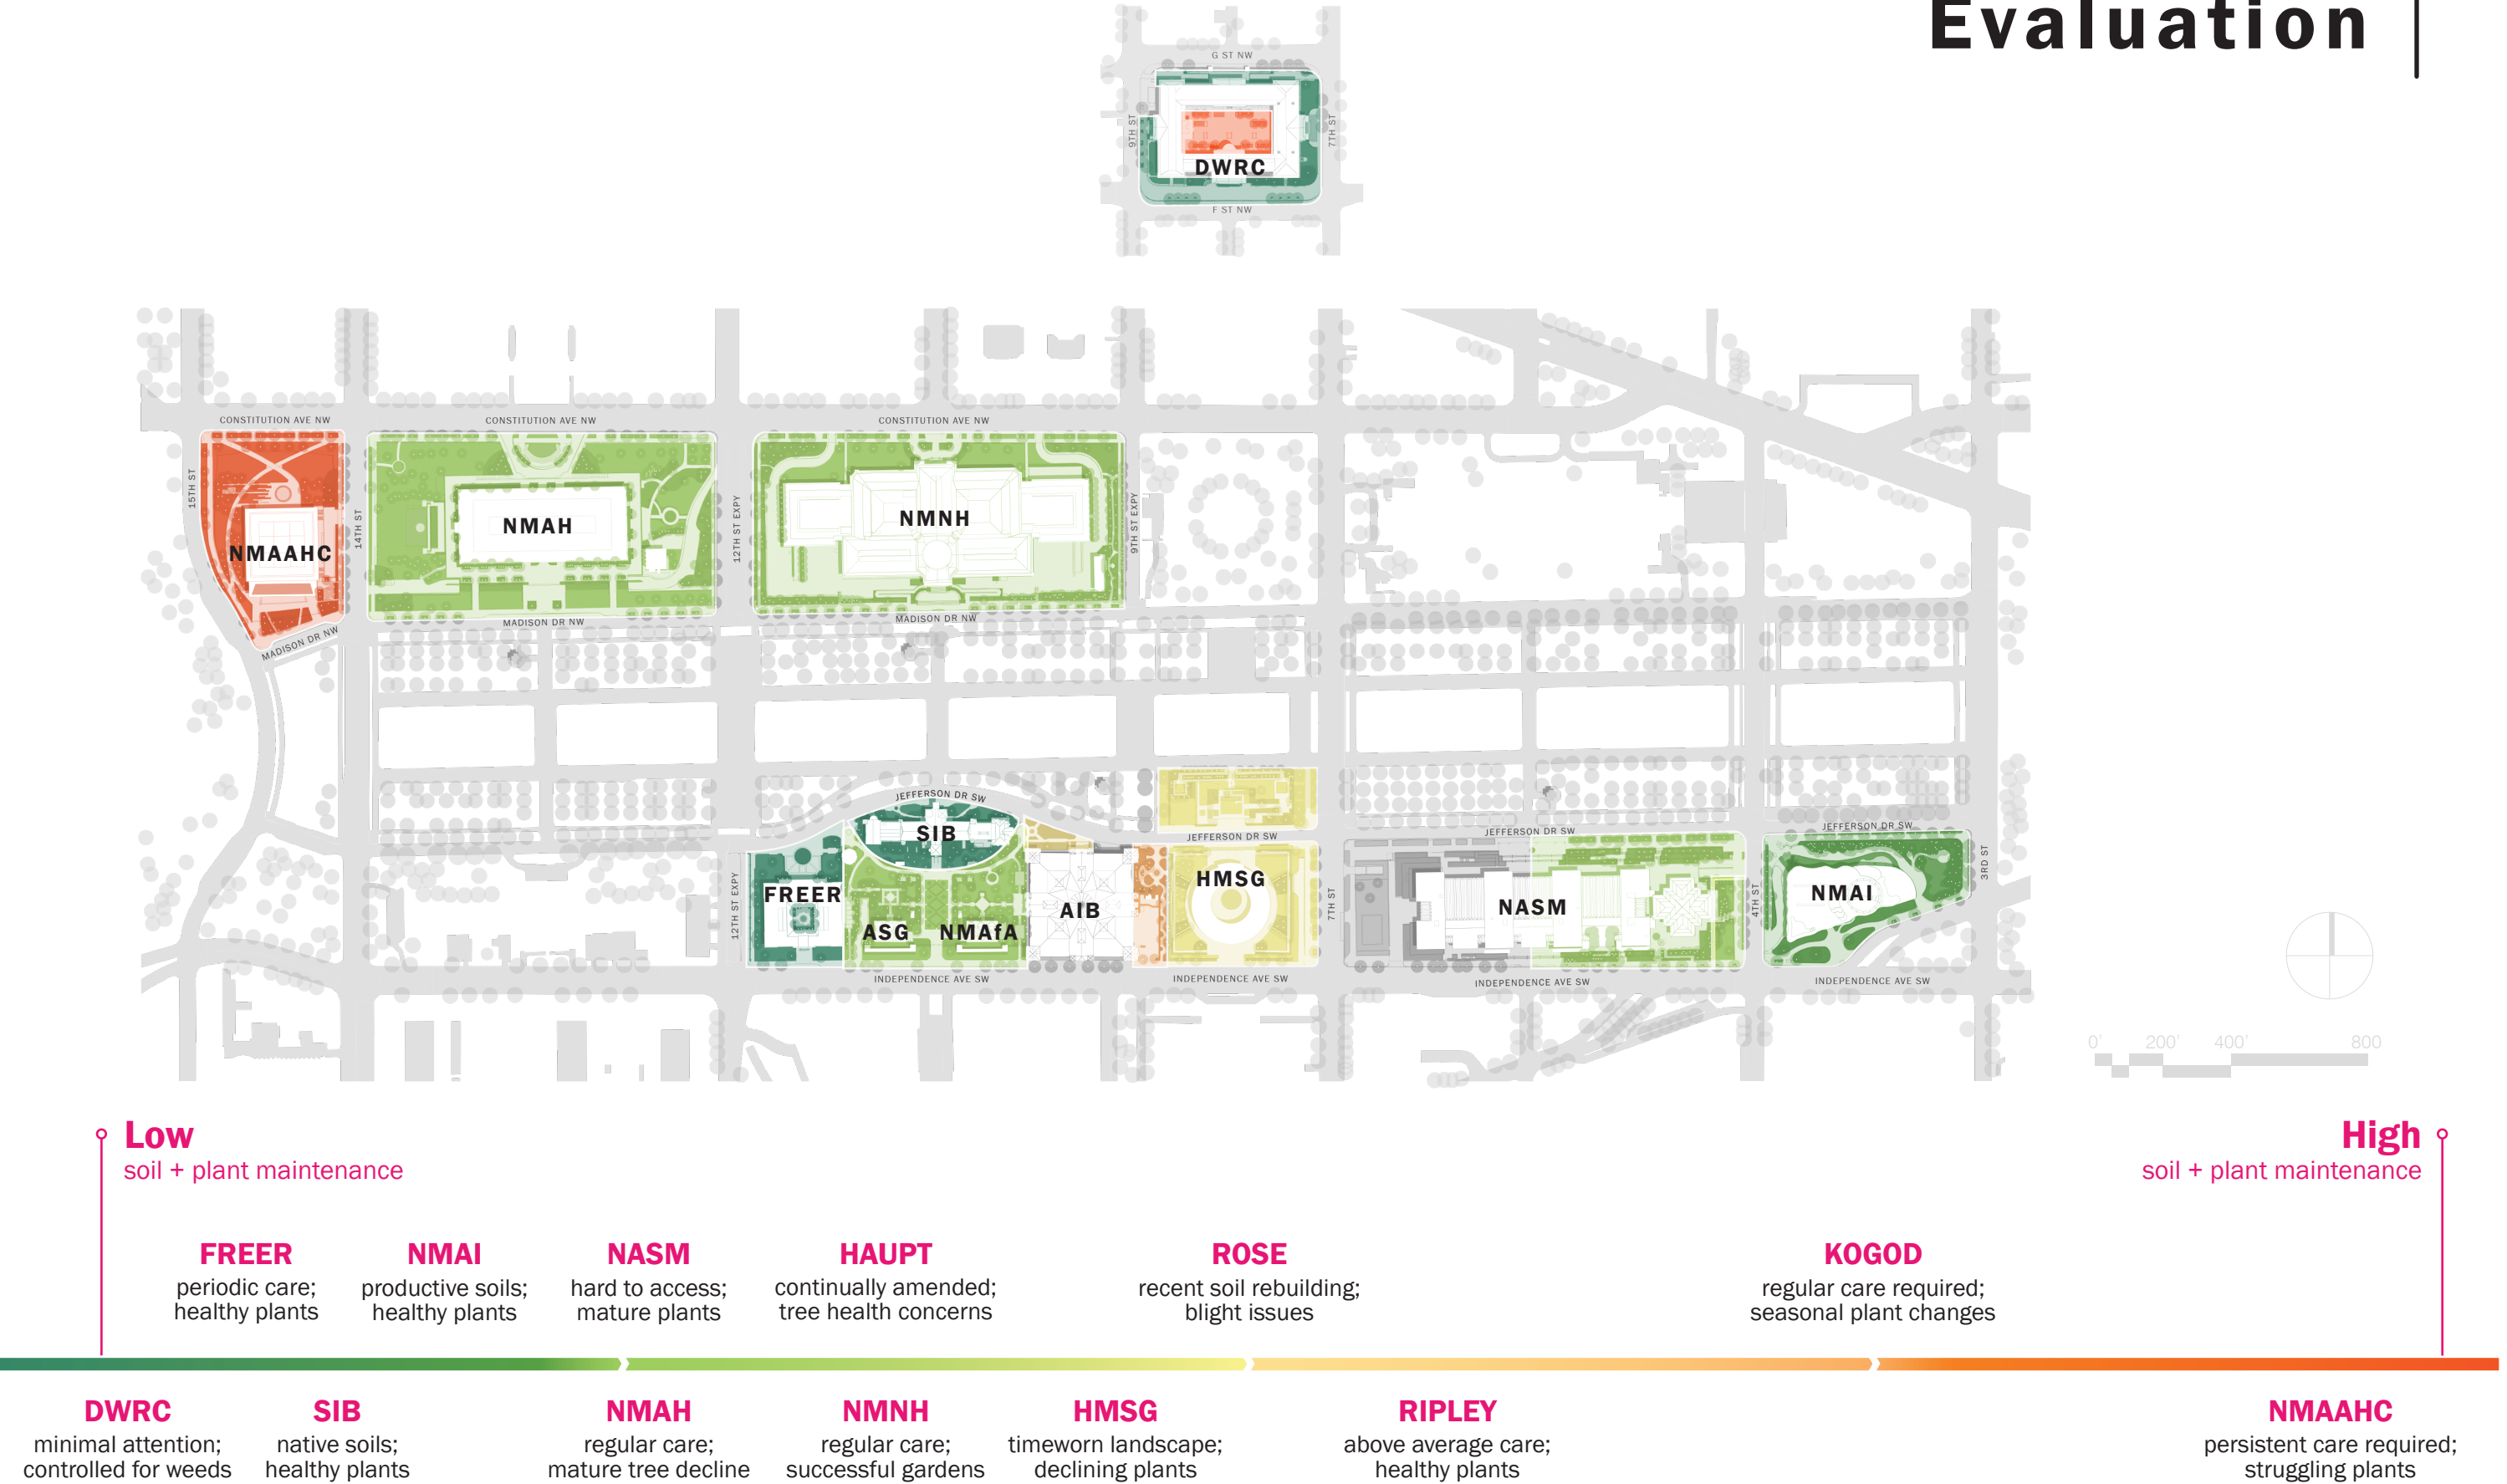 Evaluation
G ST NW
9TH ST
7TH ST
DWRC
F ST NW
CONSTITUTION AVE NW
CONSTITUTION AVE NW
CONSTITUTION AVE NW
15TH ST
14TH ST
12TH ST EXPY
9TH ST EXPY
NMAAHC
NMAH
NMNH
MADISON DR NW
MADISON DR NW
MADISON DR NW
JEFFERSON DR SW
JEFFERSON DR SW
JEFFERSON DR SW
JEFFERSON DR SW
SIB
FREER
ASG
NMAfA
AIB
HMSG
NASM
NMAI
12TH ST EXPY
7TH ST
4TH ST
3RD ST
INDEPENDENCE AVE SW
INDEPENDENCE AVE SW
INDEPENDENCE AVE SW
INDEPENDENCE AVE SW
0' 200' 400' 800
Low
soil + plant maintenance
High
soil + plant maintenance
FREER
periodic care;
healthy plants
NMAI
productive soils;
healthy plants
NASM
hard to access;
mature plants
HAUPT
continually amended;
tree health concerns
ROSE
recent soil rebuilding;
blight issues
KOGOD
regular care required;
seasonal plant changes
DWRC
minimal attention;
controlled for weeds
SIB
native soils;
healthy plants
NMAH
regular care;
mature tree decline
NMNH
regular care;
successful gardens
HMSG
timeworn landscape;
declining plants
RIPLEY
above average care;
healthy plants
NMAAHC
persistent care required;
struggling plants